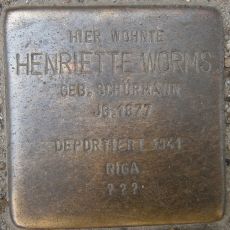 HIER WOHNTE
HENRIETTE WORMS
GEB. SCHÜRMANN
JG. 1877
DEPORTIERT 1941
RIGA
? ? ?